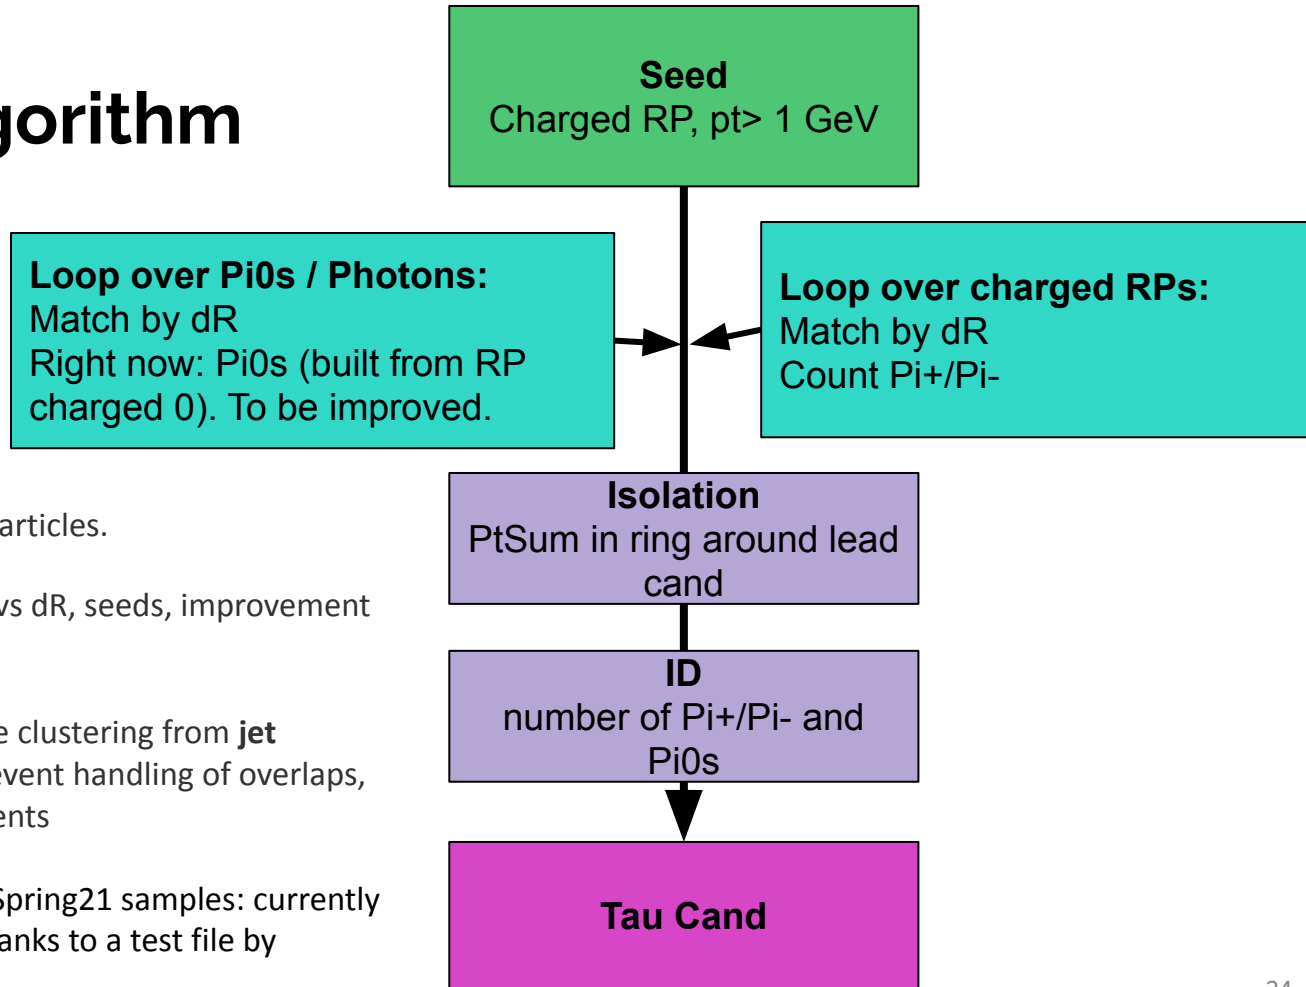 gorithm
Seed
Charged RP, pt> 1 GeV
Loop over Pi0s / Photons:
Match by dR
Right now: Pi0s (built from RP
charged 0). To be improved.
Loop over charged RPs:
Match by dR
Count Pi+/Pi-
Isolation
PtSum in ring around lead
cand
articles.
vs dR, seeds, improvement
ID
number of Pi+/Pi- and
Pi0s
e clustering from jet
event handling of overlaps,
ents
Spring21 samples: currently
anks to a test file by
Tau Cand